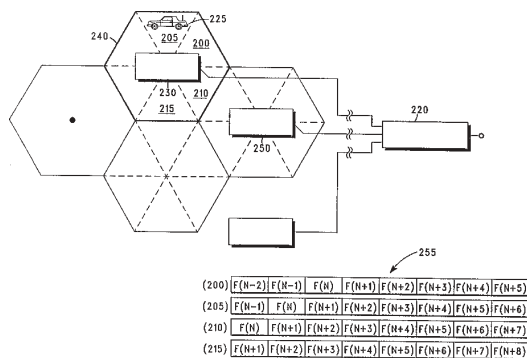 240
225
205
200
230
210
215
250
220
255
(200) F(N-2) F(N-1) F(N) F(N+1) F(N+2) F(N+3) F(N+4) F(N+5)
(205) F(N-1) F(N) F(N+1) F(N+2) F(N+3) F(N+4) F(N+5) F(N+6)
(210) F(N) F(N+1) F(N+2) F(N+3) F(N+4) F(N+5) F(N+6) F(N+7)
(215) F(N+1) F(N+2) F(N+3) F(N+4) F(N+5) F(N+6) F(N+7) F(N+8)